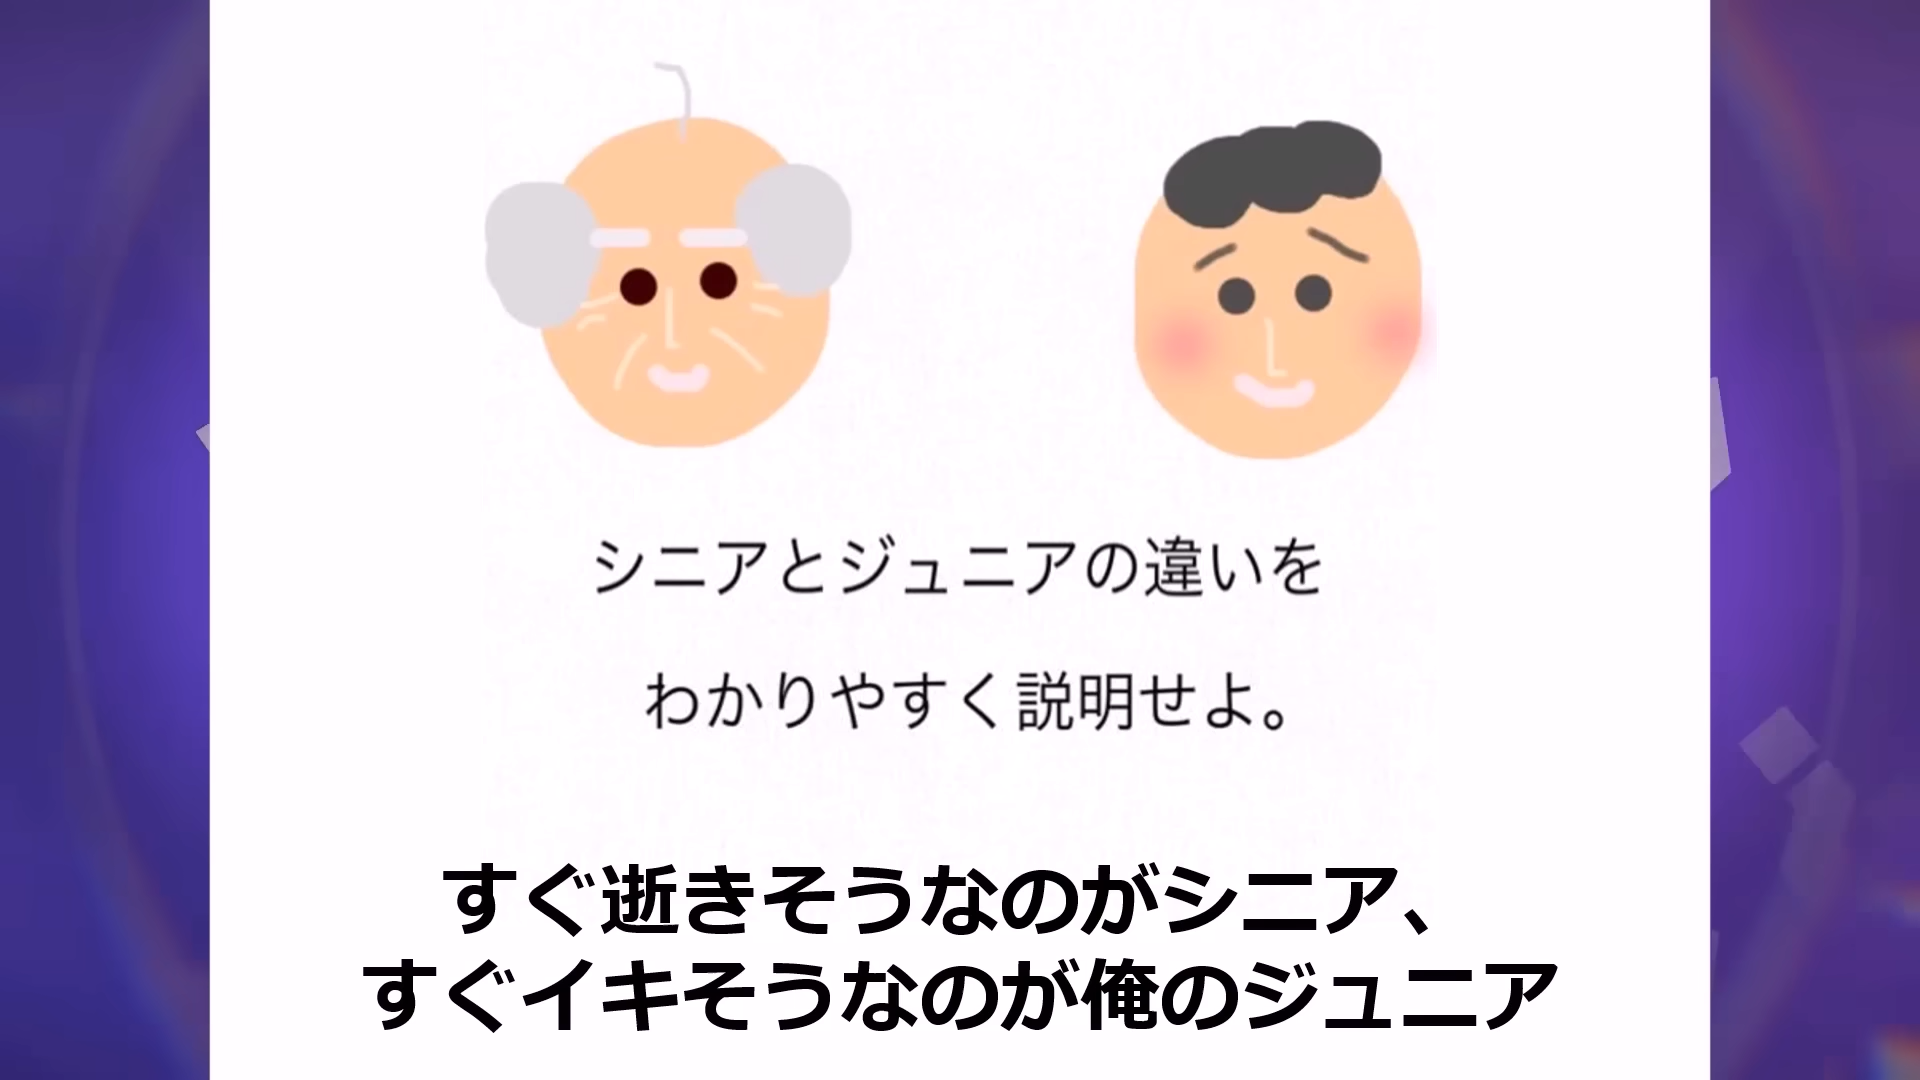 シニアとジュニアの違いを
わかりやすく説明せよ。
すぐ逝きそうなのがシニア、
すぐイキそうなのが俺のジュニア